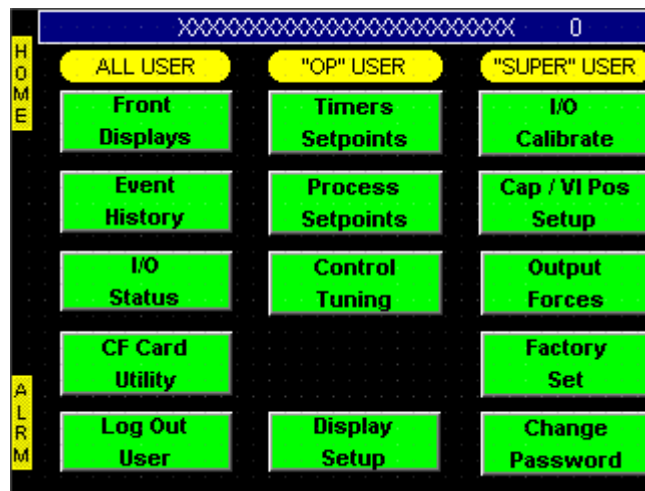 XXXXXXXXXXXXXXXXXXXXXXXXXX 0
HOME
ALL USER
Front
Displays
Event
History
I/O
Status
CF Card
Utility
Log Out
User
"OP" USER
Timers
Setpoints
Process
Setpoints
Control
Tuning
Display
Setup
"SUPER" USER
I/O
Calibrate
Cap / VI Pos
Setup
Output
Forces
Factory
Set
Change
Password
ALRM